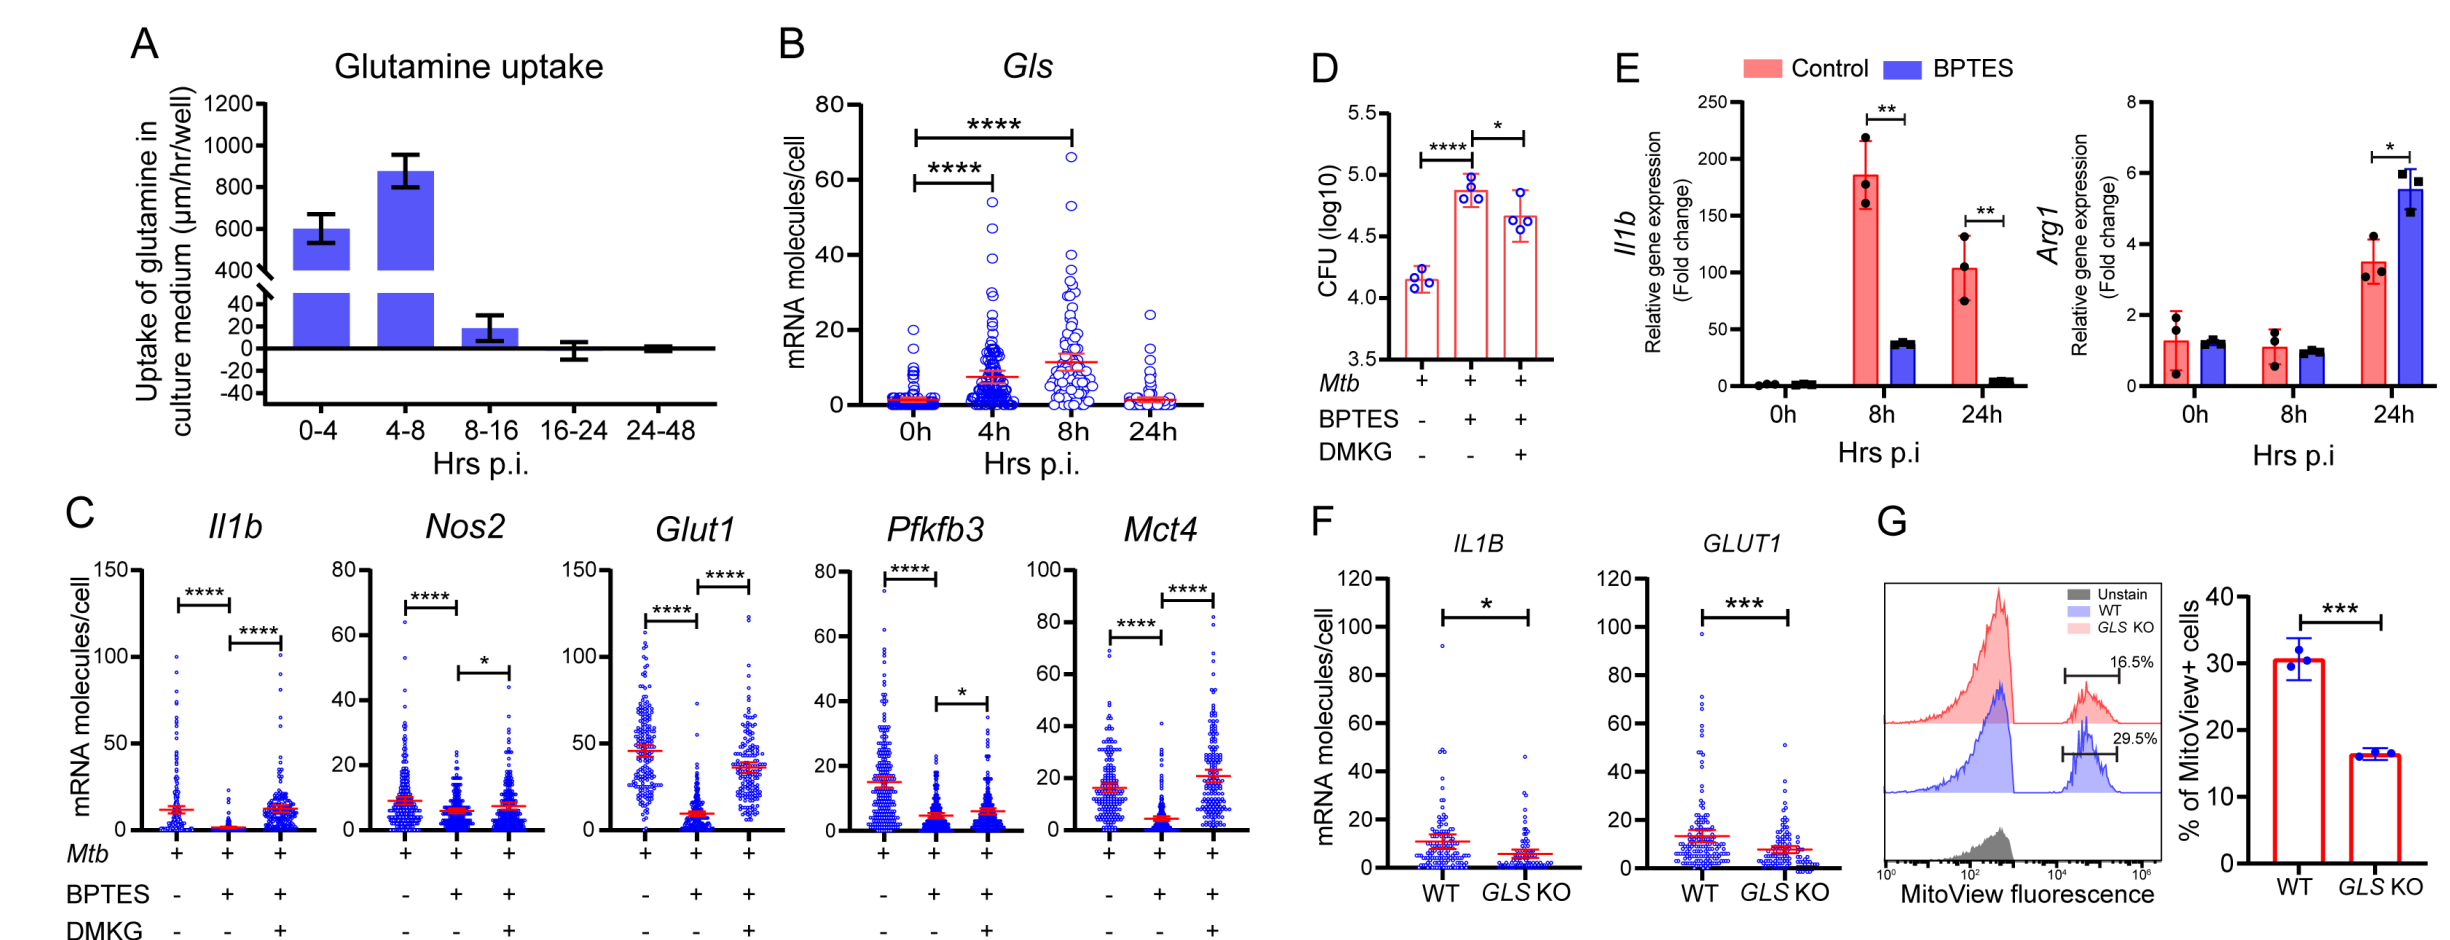 A
Glutamine uptake
Uptake of glutamine in
culture medium (µm/hr/well)
1200
1000
800
600
400
40
20
0
-20
-40
0-4 4-8 8-16 16-24 24-48
Hrs p.i.
B
Gls
mRNA molecules/cell
80
60
40
20
0
****
****
0h 4h 8h 24h
Hrs p.i.
D
CFU (log10)
5.5
5.0
4.5
4.0
3.5
**** *
Mtb + + +
BPTES - + +
DMKG - - +
E
Control BPTES
Il1b
Relative gene expression
(Fold change)
250
200
150
100
50
0
**
**
0h 8h 24h
Hrs p.i
Arg1
Relative gene expression
(Fold change)
8
6
4
2
0
*
0h 8h 24h
Hrs p.i
C
mRNA molecules/cell
Il1b
150
100
50
0
****
****
Nos2
80
60
40
20
0
****
*
Glut1
150
100
50
0
****
****
Pfkfb3
80
60
40
20
0
****
*
Mct4
100
80
60
40
20
0
****
****
Mtb + + + + + + + + + + + + + + +
BPTES - + + - + + - + + - + + - + +
DMKG - - + - - + - - + - - + - - +
F
mRNA molecules/cell
IL1B
120
100
80
60
40
20
0
*
WT GLS KO
GLUT1
120
100
80
60
40
20
0
***
WT GLS KO
G
Unstain
WT
GLS KO
16.5%
29.5%
10⁰ 10² 10⁴ 10⁶
MitoView fluorescence
% of MitoView+ cells
40
30
20
10
0
***
WT GLS KO